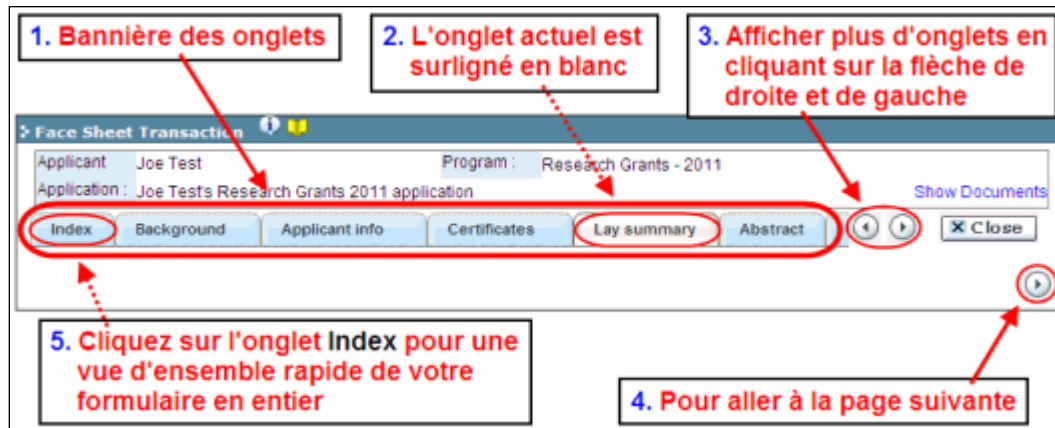 1. Bannière des onglets
2. L'onglet actuel est
surligné en blanc
3. Afficher plus d'onglets en
cliquant sur la flèche de
droite et de gauche
Face Sheet Transaction
Applicant Joe Test Program : Research Grants - 2011
Application : Joe Test's Research Grants 2011 application
Show Documents
Index Background Applicant info Certificates Lay summary Abstract X Close
5. Cliquez sur l'onglet Index pour une
vue d'ensemble rapide de votre
formulaire en entier
4. Pour aller à la page suivante